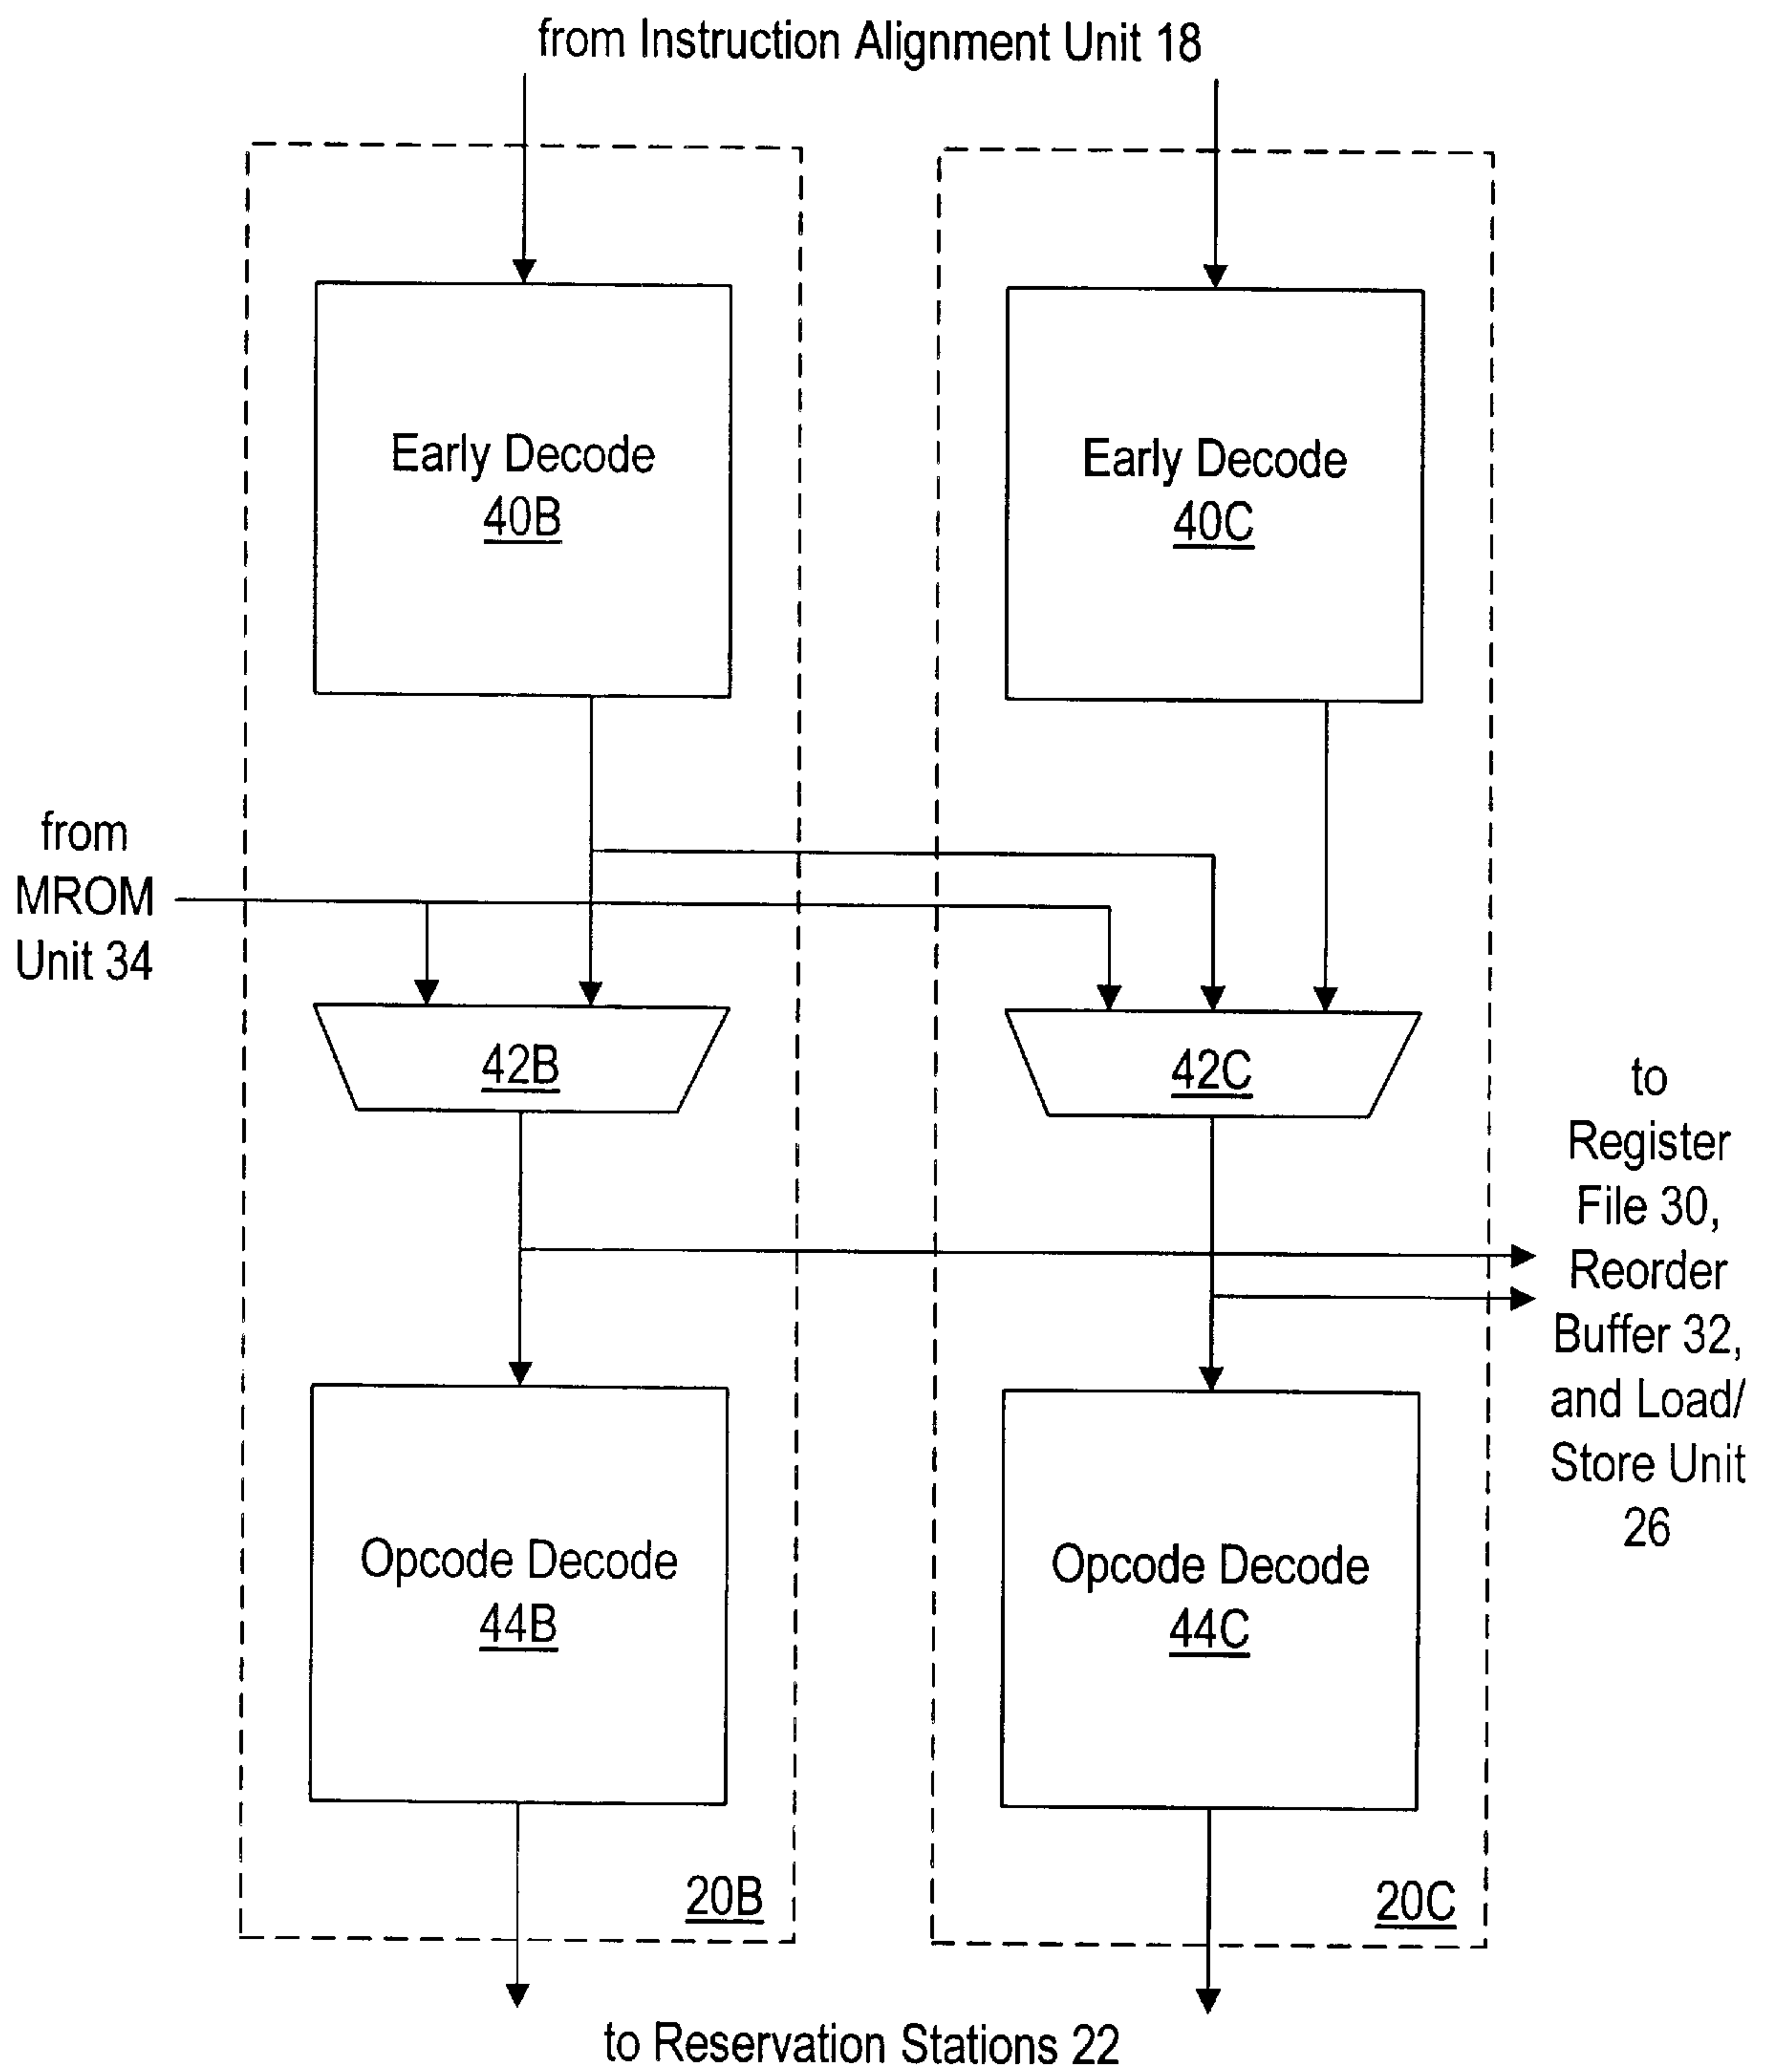 from Instruction Alignment Unit 18
Early Decode
40B
Early Decode
40C
from
MROM
Unit 34
42B
42C
to
Register
File 30,
Reorder
Buffer 32,
and Load/
Store Unit
26
Opcode Decode
44B
Opcode Decode
44C
20B
20C
to Reservation Stations 22